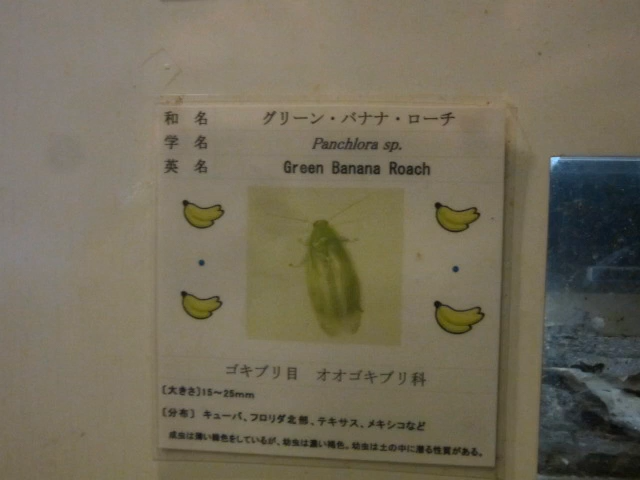 和 名 グリーン・バナナ・ローチ
学 名 Panchlora sp.
英 名 Green Banana Roach
ゴキブリ目 オオゴキブリ科
〔大きさ〕15～25mm
〔分布〕 キューバ、フロリダ北部、テキサス、メキシコなど
成虫は薄い緑色をしているが、幼虫は濃い褐色。幼虫は土の中に潜る性質がある。